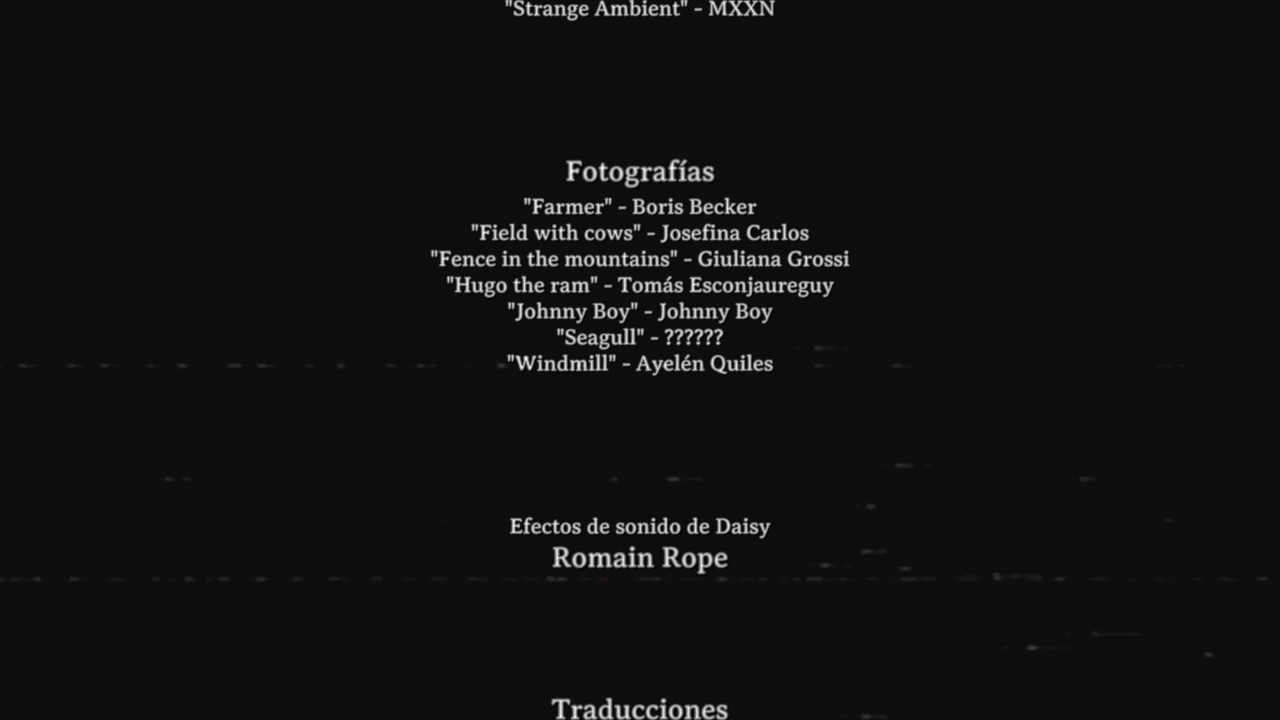 "Strange Ambient" - MXXN
Fotografías
"Farmer" - Boris Becker
"Field with cows" - Josefina Carlos
"Fence in the mountains" - Giuliana Grossi
"Hugo the ram" - Tomás Esconjaureguy
"Johnny Boy" - Johnny Boy
"Seagull" - ??????
"Windmill" - Ayelén Quiles
Efectos de sonido de Daisy
Romain Rope
Traducciones